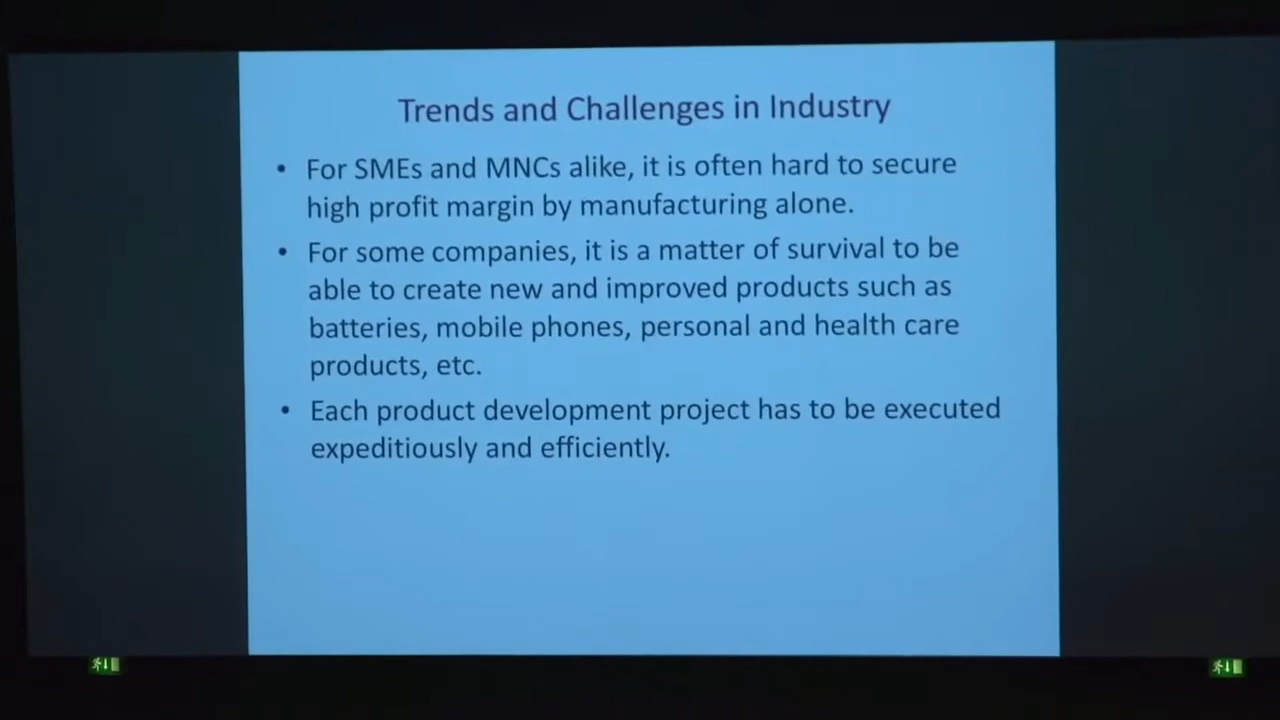 Trends and Challenges in Industry
• For SMEs and MNCs alike, it is often hard to secure
high profit margin by manufacturing alone.
• For some companies, it is a matter of survival to be
able to create new and improved products such as
batteries, mobile phones, personal and health care
products, etc.
• Each product development project has to be executed
expeditiously and efficiently.